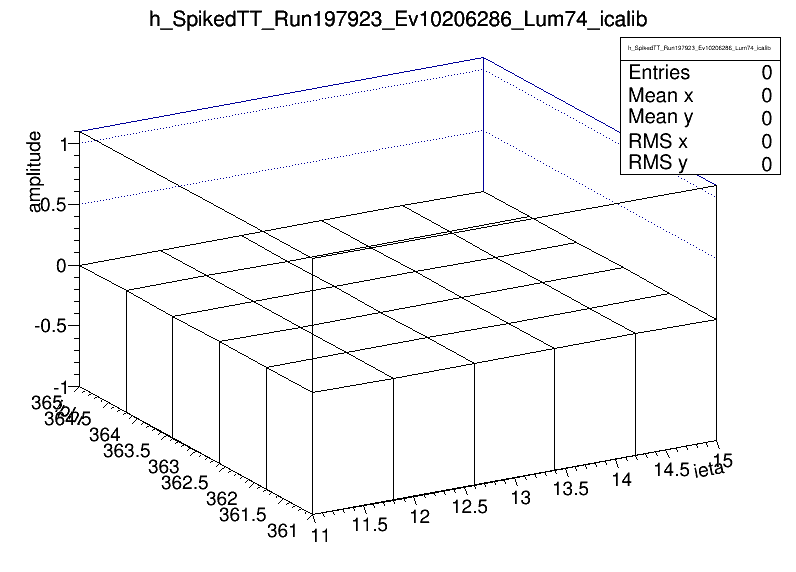 h_SpikedTT_Run197923_Ev10206286_Lum74_icalib
h_SpikedTT_Run197923_Ev10206286_Lum74_icalib
Entries 0
Mean x 0
Mean y 0
RMS x 0
RMS y 0
amplitude
1
0.5
0
-0.5
-1
365
364.5
364
363.5
363
362.5
362
361.5
361
iphi
11
11.5
12
12.5
13
13.5
14
14.5
15
ieta